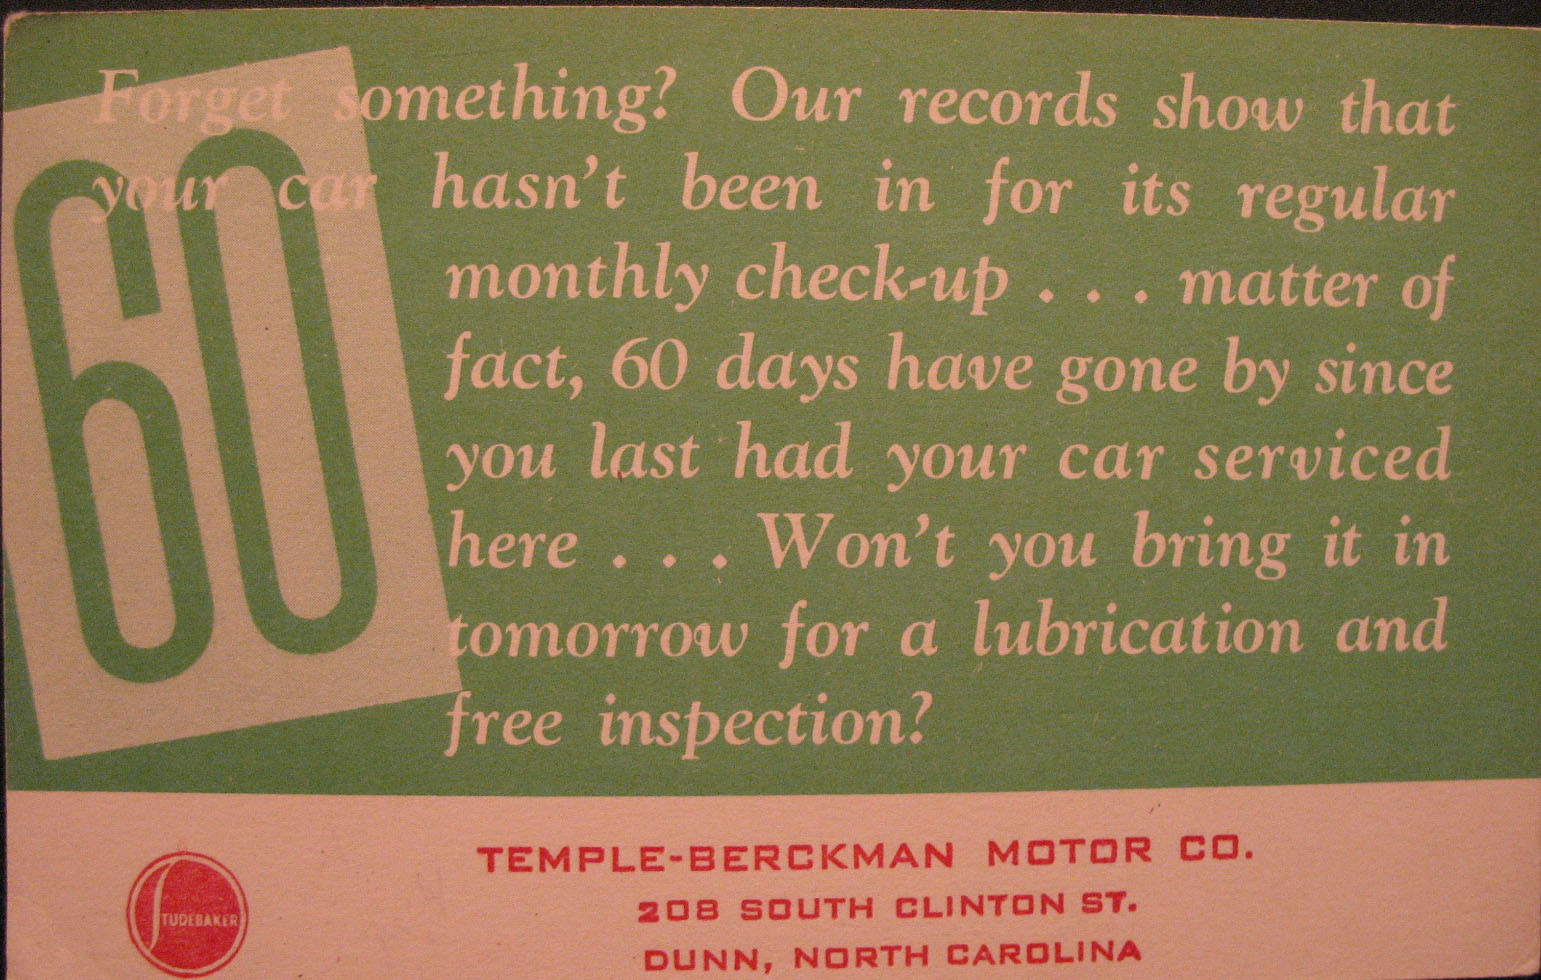 60
Forget something? Our records show that
your car hasn't been in for its regular
monthly check-up . . . matter of
fact, 60 days have gone by since
you last had your car serviced
here . . . Won't you bring it in
tomorrow for a lubrication and
free inspection?
STUDEBAKER
TEMPLE-BERCKMAN MOTOR CO.
208 SOUTH CLINTON ST.
DUNN, NORTH CAROLINA